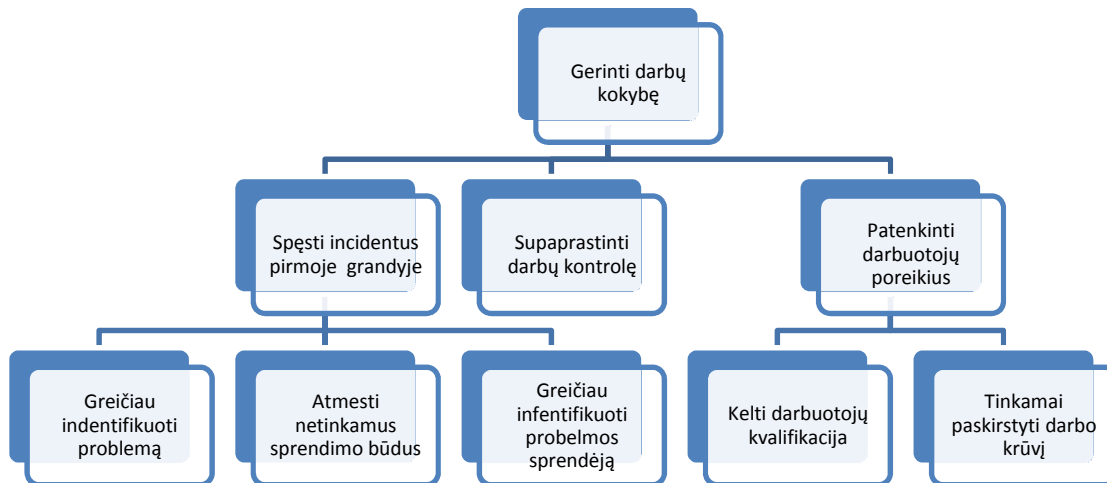 Gerinti darbų
kokybę
Spęsti incidentus
pirmoje grandyje
Supaprastinti
darbų kontrolę
Patenkinti
darbuotojų
poreikius
Greičiau
indentifikuoti
problemą
Atmesti
netinkamus
sprendimo būdus
Greičiau
infentifikuoti
probelmos
sprendėją
Kelti darbuotojų
kvalifikacija
Tinkamai
paskirstyti darbo
krūvį